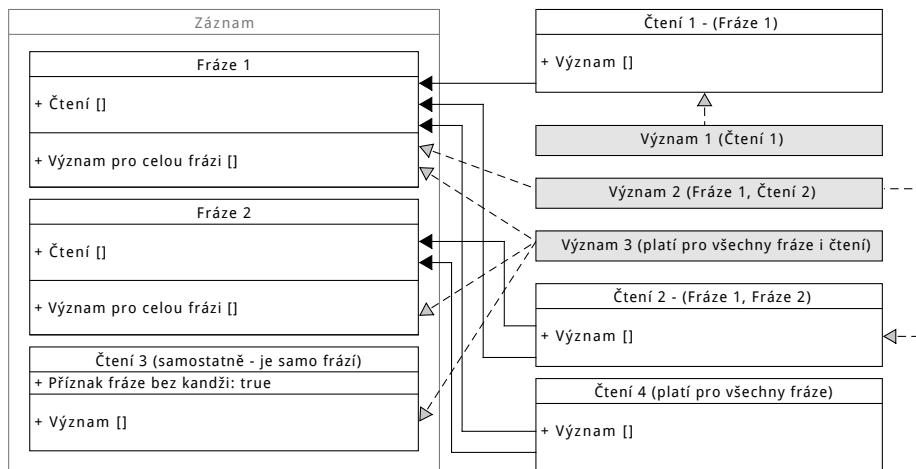 Záznam
Fráze 1
+ Čtení []
+ Význam pro celou frázi []
Fráze 2
+ Čtení []
+ Význam pro celou frázi []
Čtení 3 (samostatně - je samo frází)
+ Příznak fráze bez kandži: true
+ Význam []
Čtení 1 - (Fráze 1)
+ Význam []
Význam 1 (Čtení 1)
Význam 2 (Fráze 1, Čtení 2)
Význam 3 (platí pro všechny fráze i čtení)
Čtení 2 - (Fráze 1, Fráze 2)
+ Význam []
Čtení 4 (platí pro všechny fráze)
+ Význam []